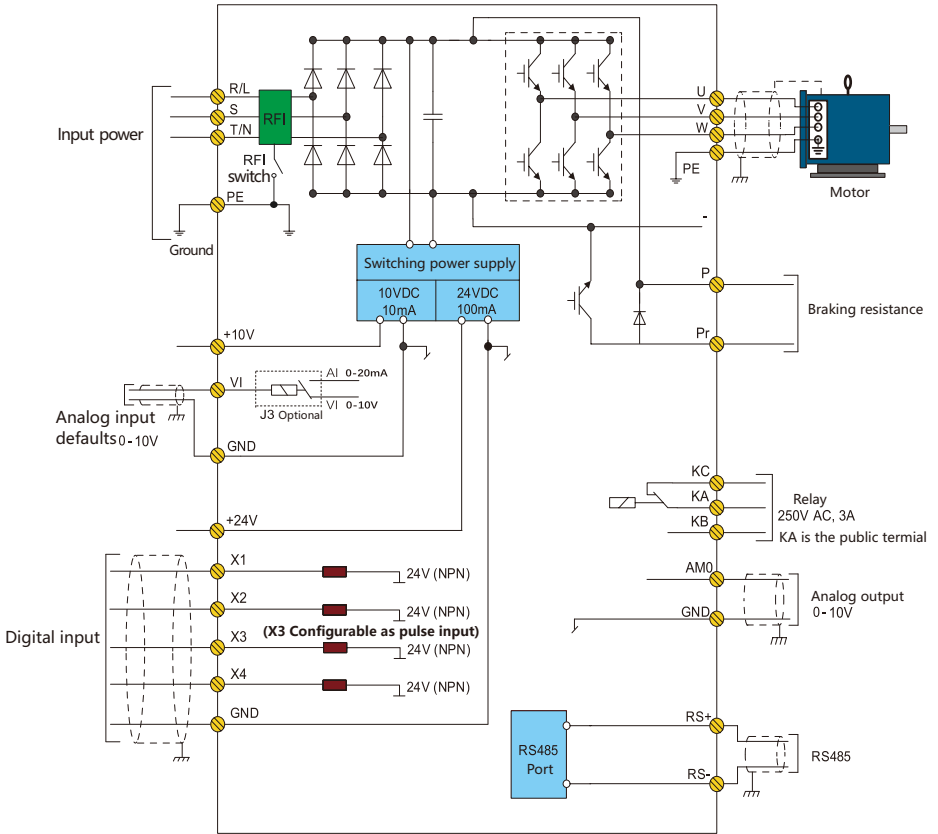 Input power
R/L
S
T/N
RFI
RFI
switch
PE
Ground
U
V
W
PE
Motor
-
Switching power supply
10VDC
10mA
24VDC
100mA
P
Pr
Braking resistance
+10V
VI
AI 0-20mA
VI 0-10V
J3 Optional
Analog input
defaults 0-10V
GND
KC
KA
KB
Relay
250V AC, 3A
KA is the public termial
+24V
Digital input
X1
24V (NPN)
X2
24V (NPN)
(X3 Configurable as pulse input)
X3
24V (NPN)
X4
24V (NPN)
GND
AM0
GND
Analog output
0-10V
RS485
Port
RS+
RS-
RS485